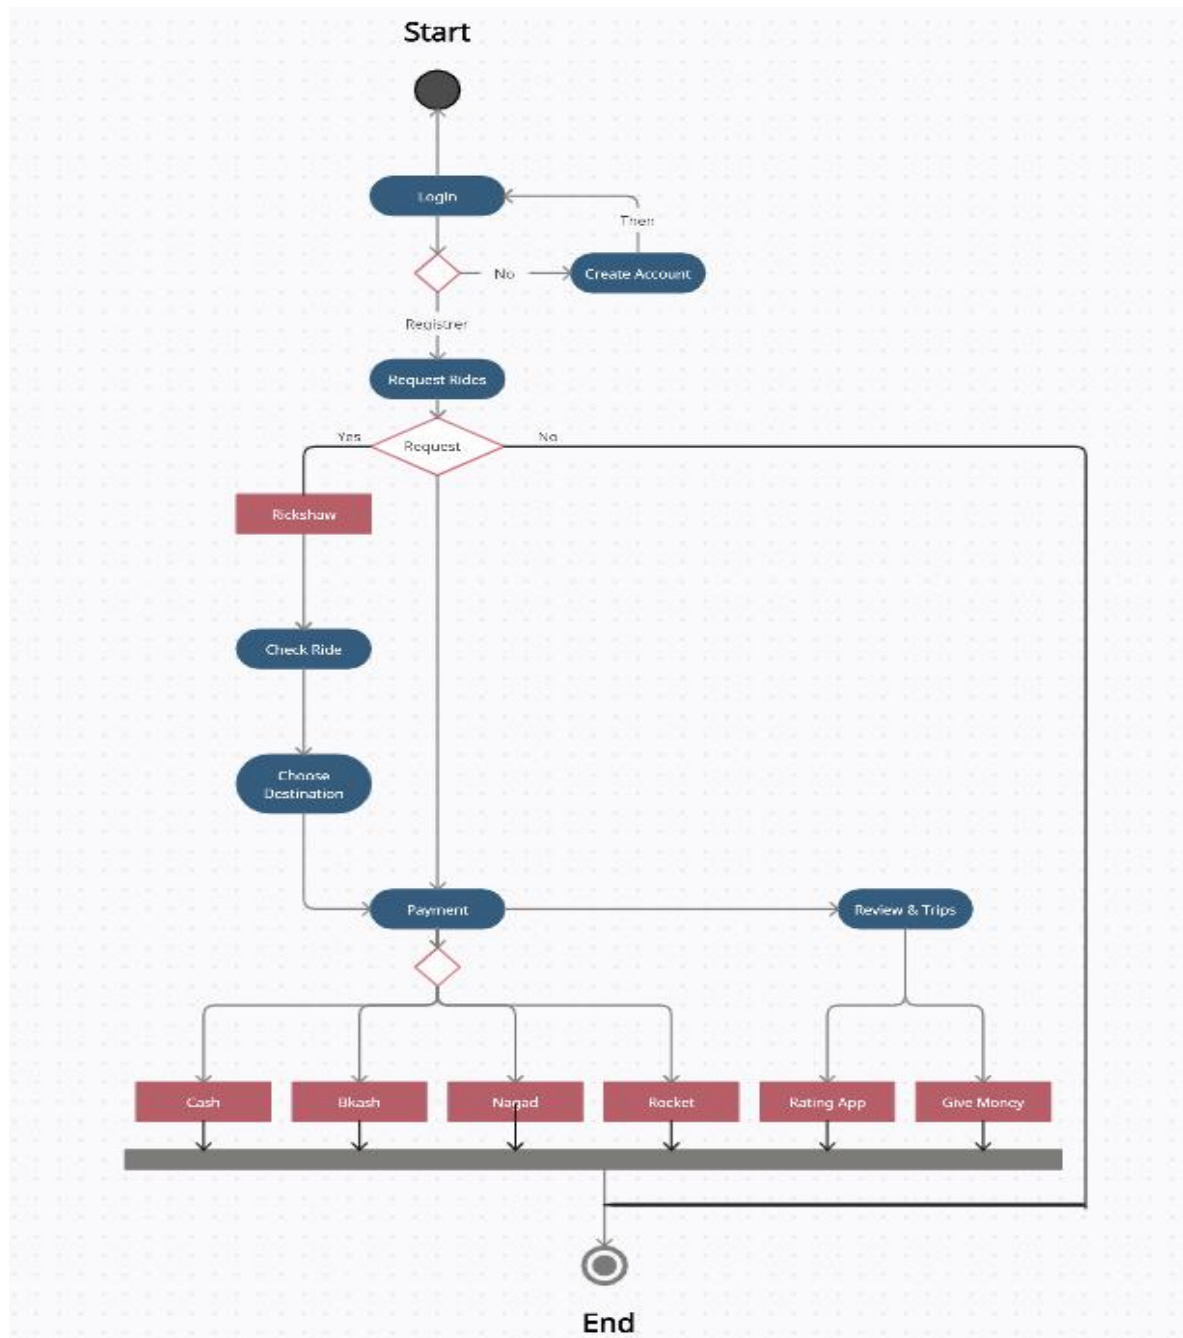 Start
Login
Then
No
Create Account
Registrer
Request Rides
Yes
Request
No
Rickshaw
Check Ride
Choose
Destination
Payment
Review & Trips
Cash
Bkash
Nagad
Rocket
Rating App
Give Money
End